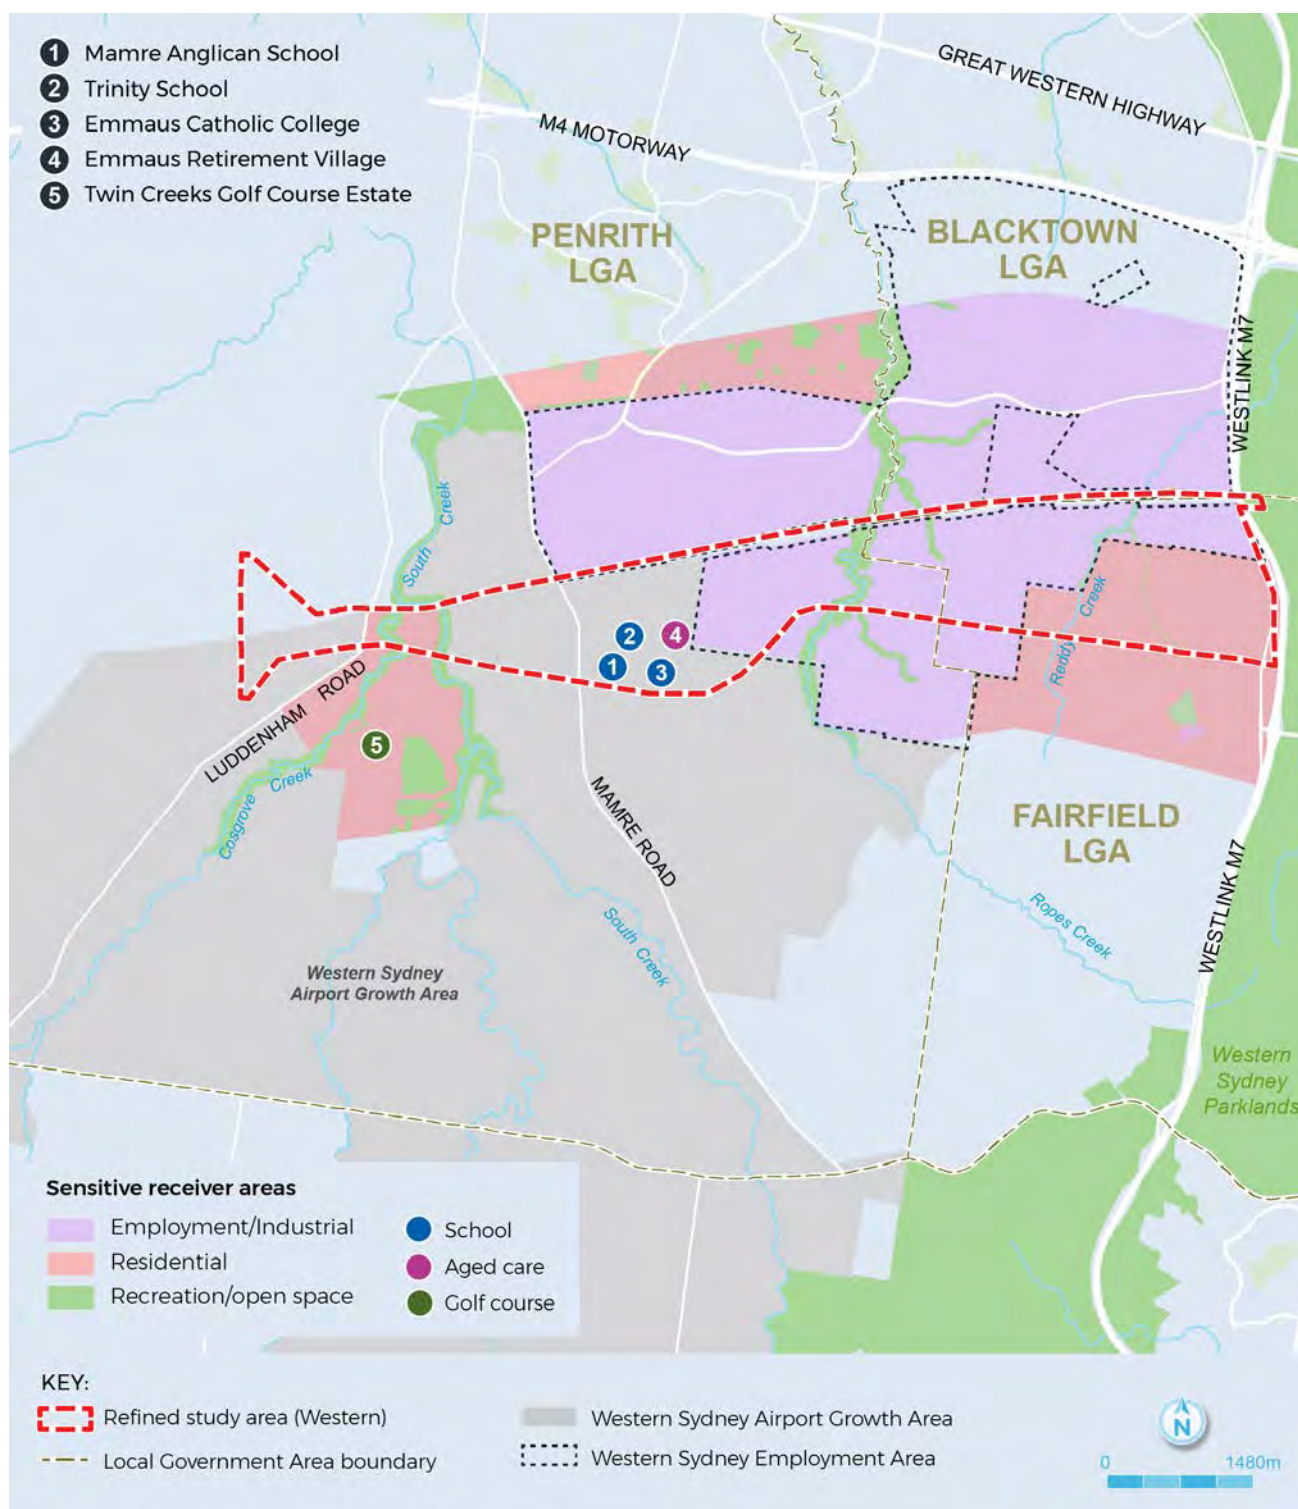 1 Mamre Anglican School
2 Trinity School
3 Emmaus Catholic College
4 Emmaus Retirement Village
5 Twin Creeks Golf Course Estate
GREAT WESTERN HIGHWAY
M4 MOTORWAY
PENRITH
LGA
BLACKTOWN
LGA
WESTLINK M7
South Creek
Reddy Creek
2
4
1
3
5
LUDDENHAM ROAD
Cosgrove Creek
MAMRE ROAD
FAIRFIELD
LGA
WESTLINK M7
Ropes Creek
South Creek
Western Sydney
Airport Growth Area
Western
Sydney
Parklands
Sensitive receiver areas
Employment/Industrial
Residential
Recreation/open space
School
Aged care
Golf course
KEY:
Refined study area (Western)
Local Government Area boundary
Western Sydney Airport Growth Area
Western Sydney Employment Area
N
0 1480m